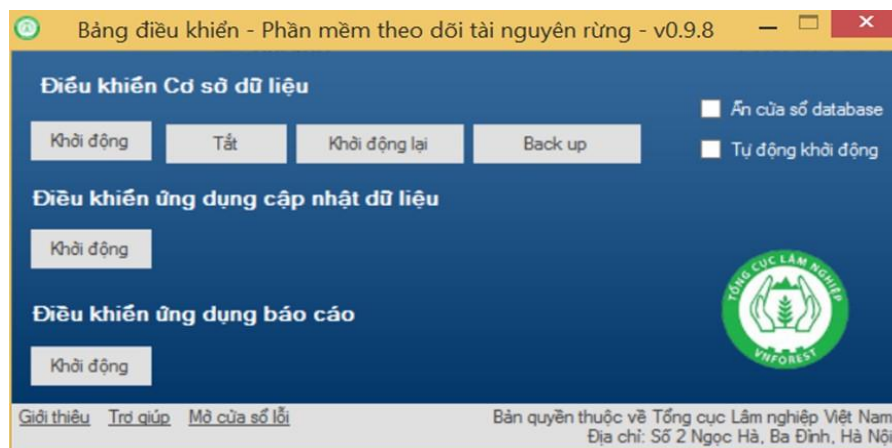 Bảng điều khiển - Phần mềm theo dõi tài nguyên rừng - v0.9.8
Điều khiển Cơ sở dữ liệu
Ẩn cửa sổ database
Khởi động Tắt Khởi động lại Back up
Tự động khởi động
Điều khiển ứng dụng cập nhật dữ liệu
Khởi động
TỔNG CỤC LÂM NGHIỆP
VNFOREST
Điều khiển ứng dụng báo cáo
Khởi động
Giới thiệu Trợ giúp Mở cửa sổ lỗi
Bản quyền thuộc về Tổng cục Lâm nghiệp Việt Nam
Địa chỉ: Số 2 Ngọc Hà, Ba Đình, Hà Nội